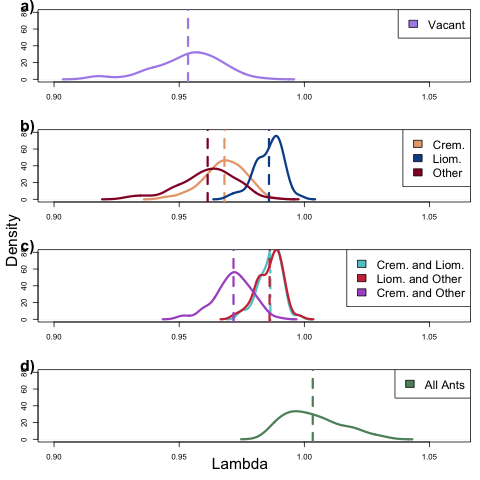 a)
80
60
40
20
0
Vacant
0.90 0.95 1.00 1.05
b)
80
60
40
20
0
Crem.
Liom.
Other
0.90 0.95 1.00 1.05
Density
c)
80
60
40
20
0
Crem. and Liom.
Liom. and Other
Crem. and Other
0.90 0.95 1.00 1.05
d)
80
60
40
20
0
All Ants
0.90 0.95 1.00 1.05
Lambda